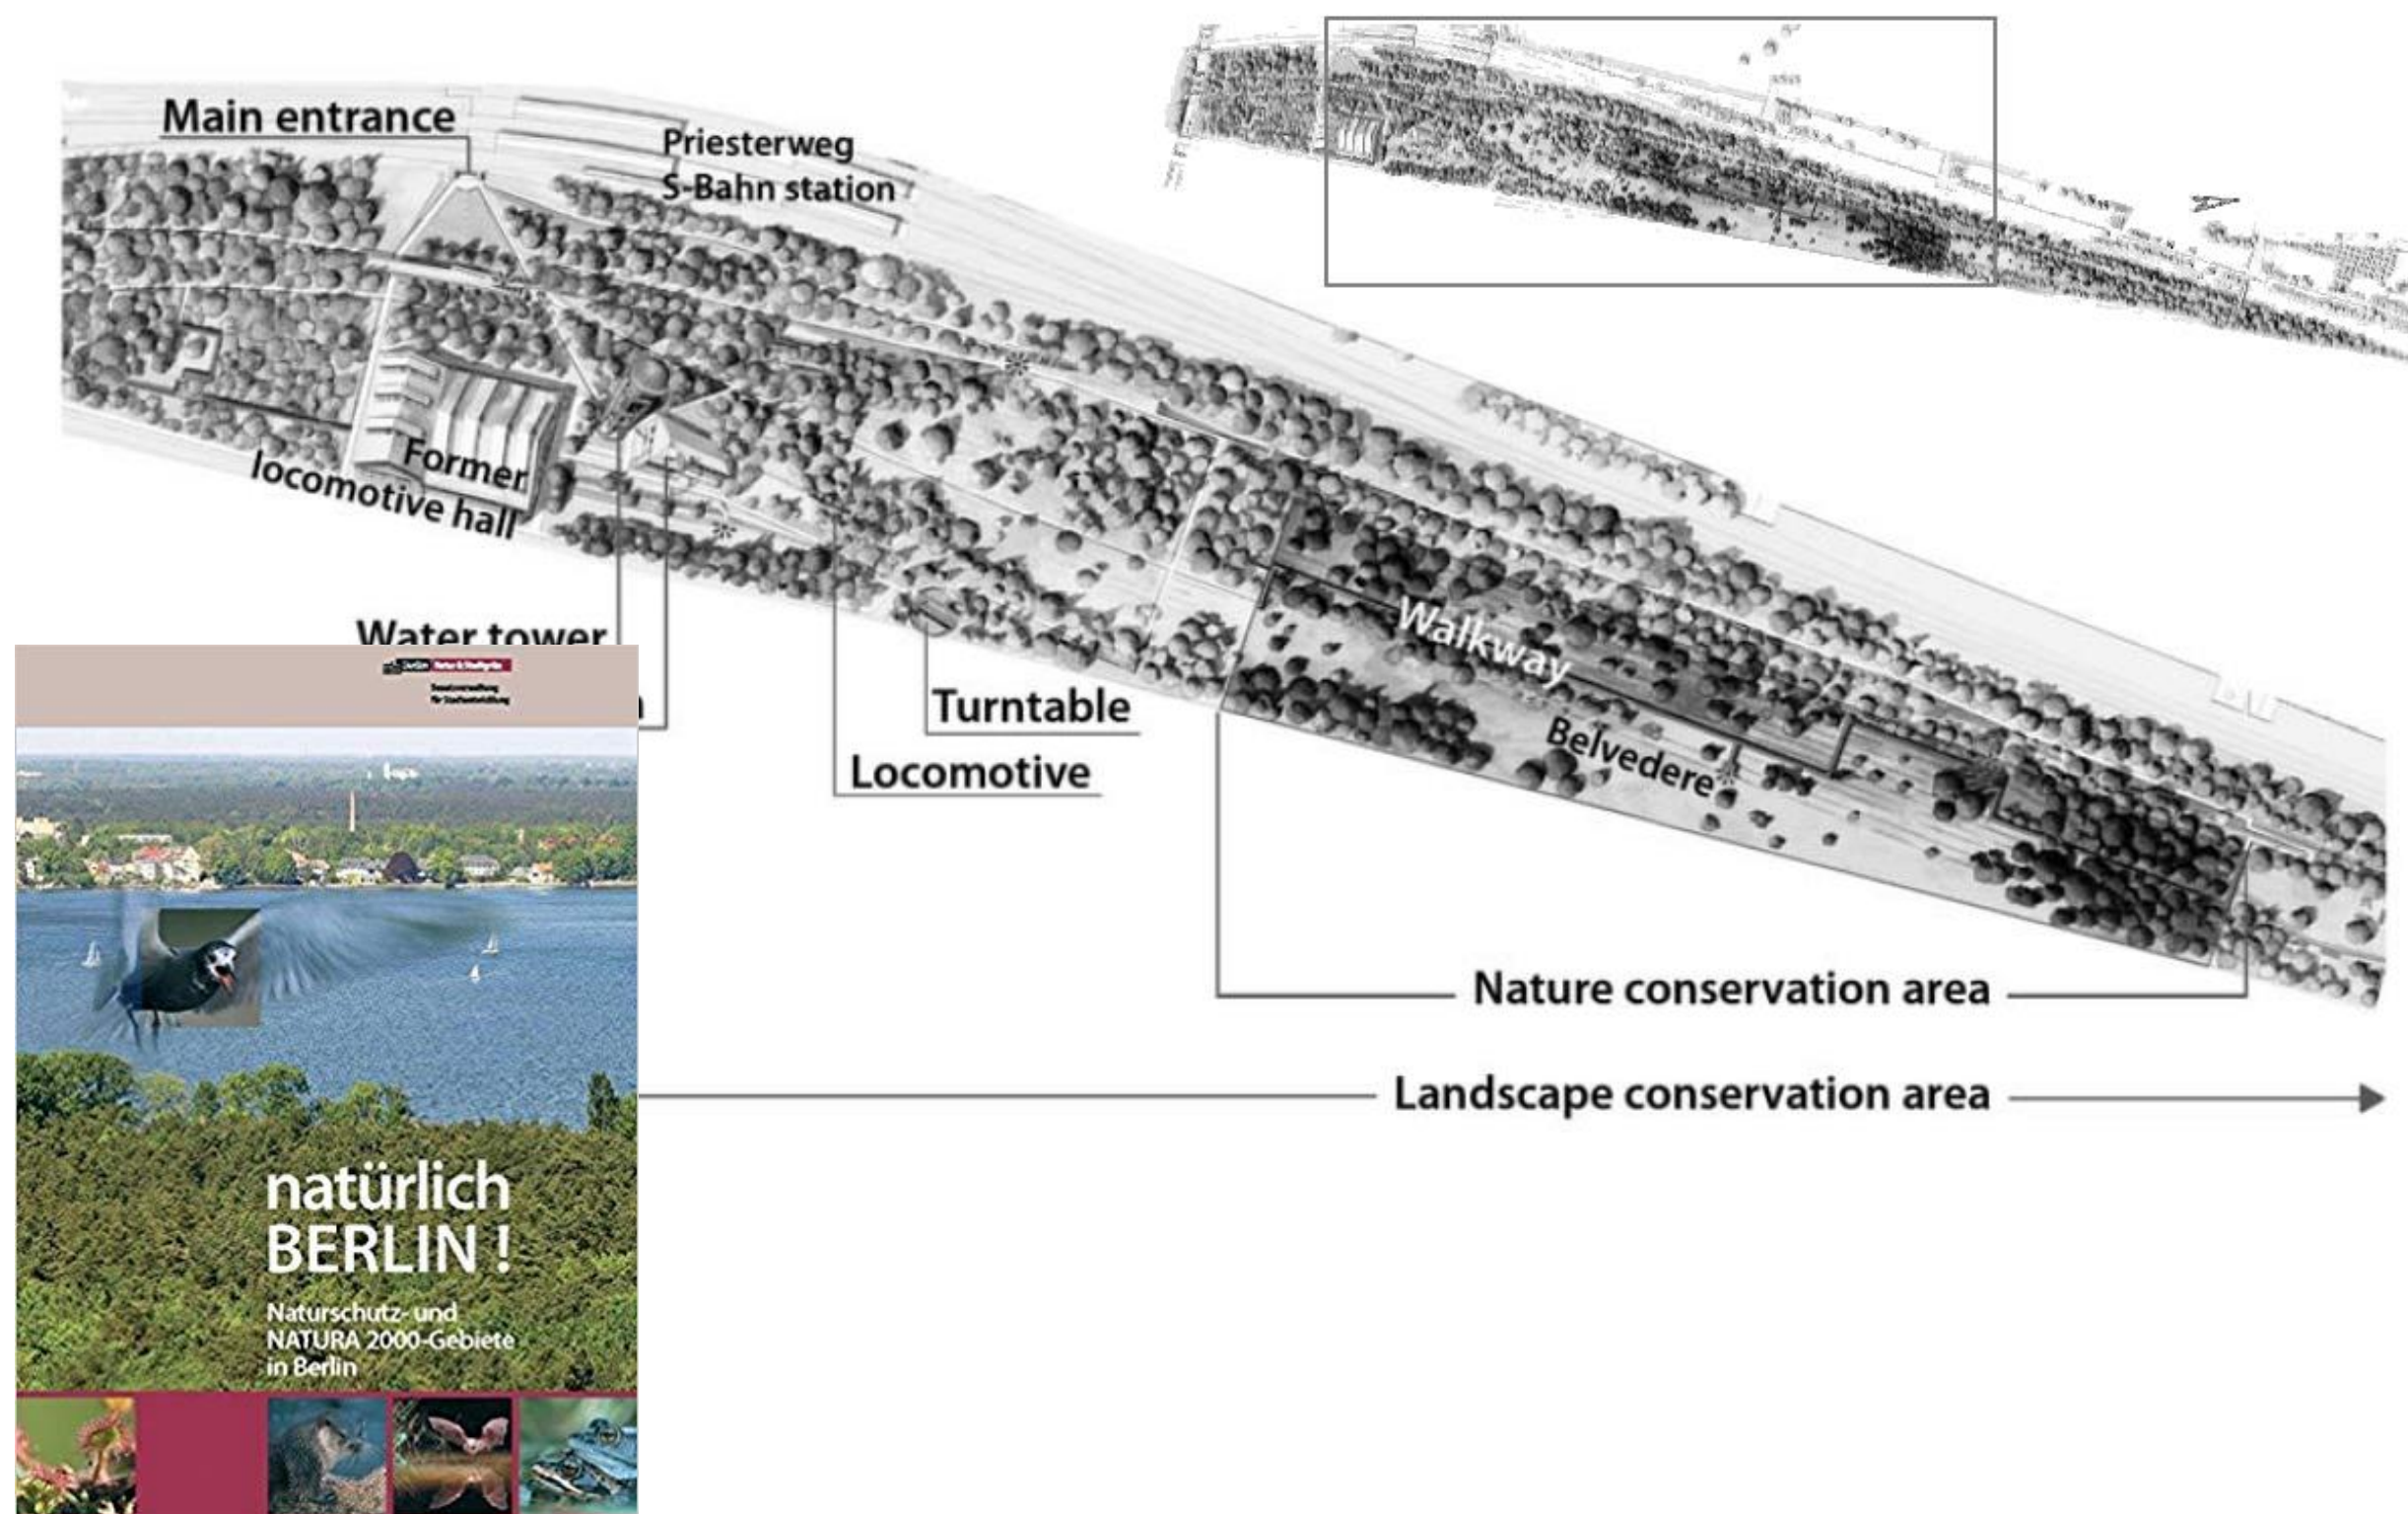 Main entrance
Priesterweg
S-Bahn station
Former
locomotive hall
Water tower
Turntable
Locomotive
Walkway
Belvedere
Nature conservation area
Landscape conservation area
natürlich
BERLIN !
Naturschutz- und
NATURA 2000-Gebiete
in Berlin